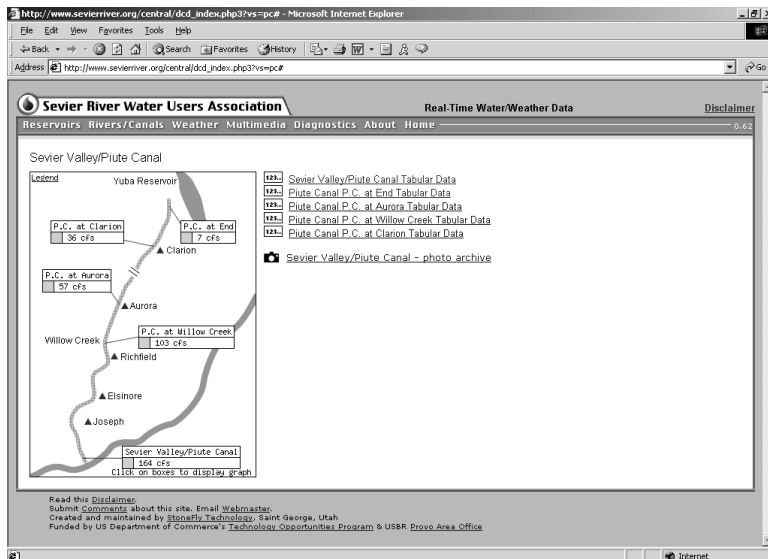 http://www.sevierriver.org/central/dcd_index.php3?vs=pc# - Microsoft Internet Explorer
File Edit View Favorites Tools Help
Back Search Favorites History
Address http://www.sevierriver.org/central/dcd_index.php3?vs=pc# Go
Sevier River Water Users Association Real-Time Water/Weather Data Disclaimer
Reservoirs Rivers/Canals Weather Multimedia Diagnostics About Home 0.62
Sevier Valley/Piute Canal
Legend
Yuba Reservoir
P.C. at Clarion
36 cfs
P.C. at End
7 cfs
Clarion
P.C. at Aurora
57 cfs
Aurora
P.C. at Willow Creek
103 cfs
Willow Creek
Richfield
Elsinore
Joseph
Sevier Valley/Piute Canal
164 cfs
Click on boxes to display graph
123.. Sevier Valley/Piute Canal Tabular Data
123.. Piute Canal P.C. at End Tabular Data
123.. Piute Canal P.C. at Aurora Tabular Data
123.. Piute Canal P.C. at Willow Creek Tabular Data
123.. Piute Canal P.C. at Clarion Tabular Data
Sevier Valley/Piute Canal - photo archive
Read this Disclaimer.
Submit Comments about this site. Email Webmaster.
Created and maintained by StoneFly Technology, Saint George, Utah
Funded by US Department of Commerce's Technology Opportunities Program & USBR Provo Area Office
Internet